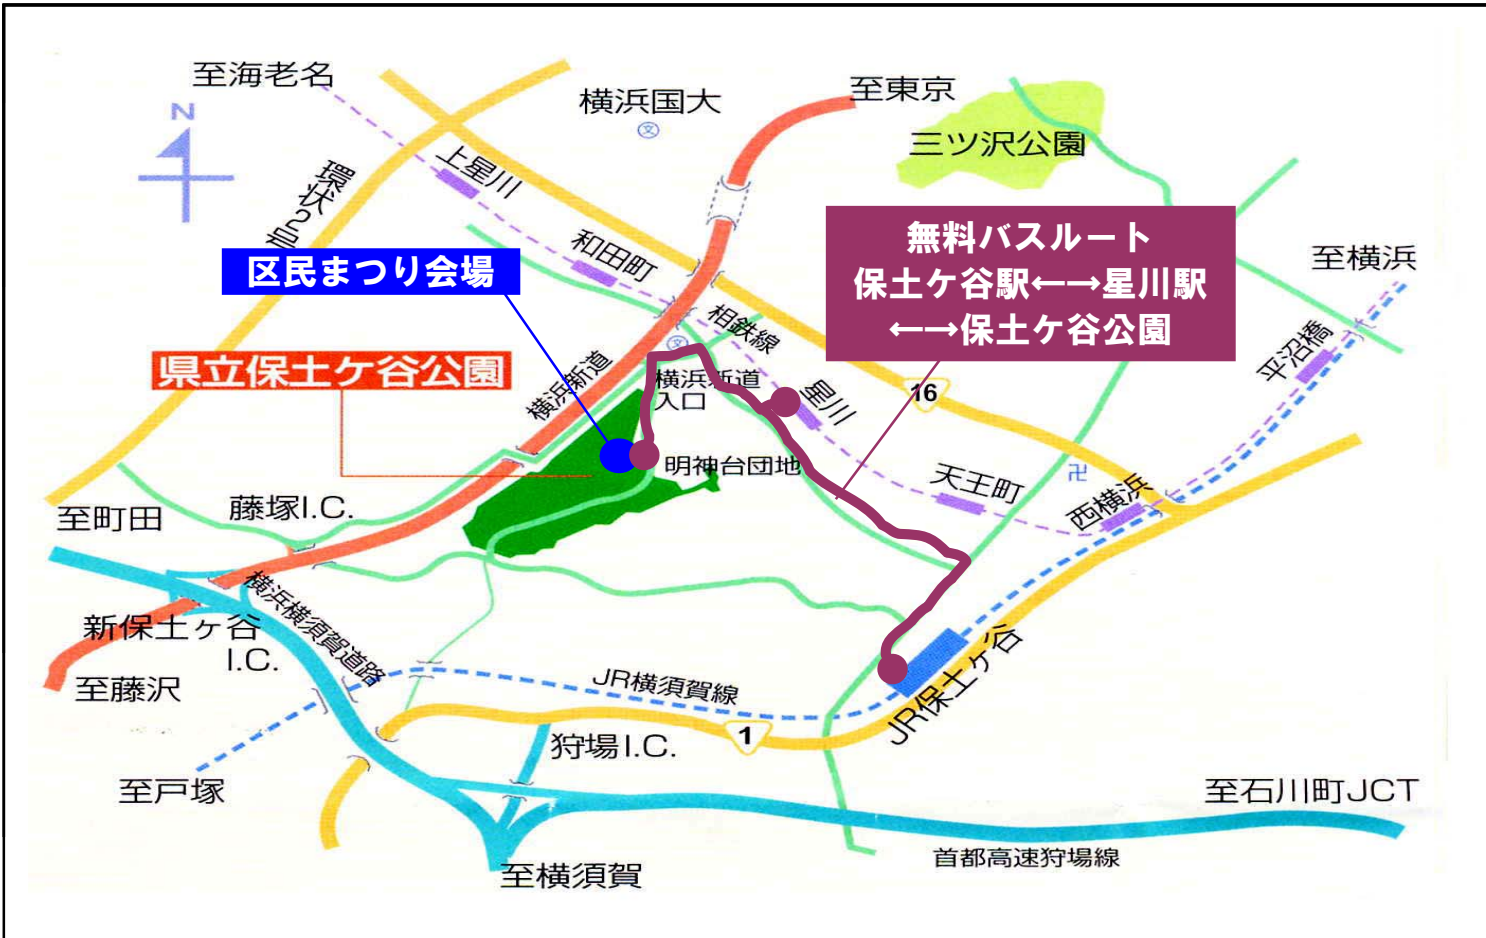 至海老名
横浜国大
至東京
N
三ツ沢公園
上星川
環状2号
和田町
無料バスルート
保土ケ谷駅←→星川駅
←→保土ケ谷公園
区民まつり会場
至横浜
相鉄線
平沼橋
県立保土ケ谷公園
横浜新道
横浜新道
入口
星川
16
明神台団地
天王町
西横浜
至町田
藤塚I.C.
横浜横須賀道路
新保土ヶ谷
I.C.
至藤沢
JR横須賀線
JR保土ヶ谷
1
狩場I.C.
至戸塚
至石川町JCT
首都高速狩場線
至横須賀
文
文
卍